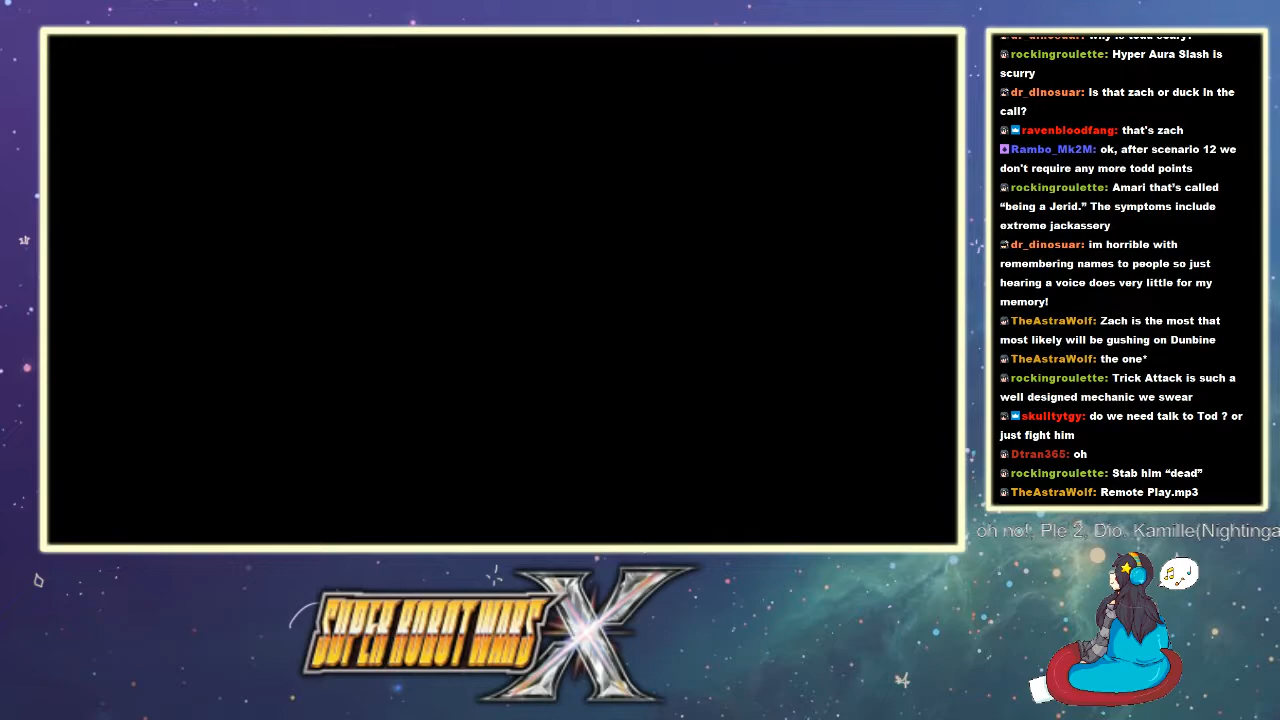 dr_dinosuar: why is todd scary?
rockingroulette: Hyper Aura Slash is
scurry
dr_dinosuar: Is that zach or duck in the
call?
ravenbloodfang: that's zach
Rambo_Mk2M: ok, after scenario 12 we
don't require any more todd points
rockingroulette: Amari that's called
“being a Jerid.” The symptoms include
extreme jackassery
dr_dinosuar: im horrible with
remembering names to people so just
hearing a voice does very little for my
memory!
TheAstraWolf: Zach is the most that
most likely will be gushing on Dunbine
TheAstraWolf: the one*
rockingroulette: Trick Attack is such a
well designed mechanic we swear
skulltytgy: do we need talk to Tod ? or
just fight him
Dtran365: oh
rockingroulette: Stab him “dead”
TheAstraWolf: Remote Play.mp3
oh no!, Ple 2, Dio, Kamille(Nightinga
SUPER ROBOT WARS X